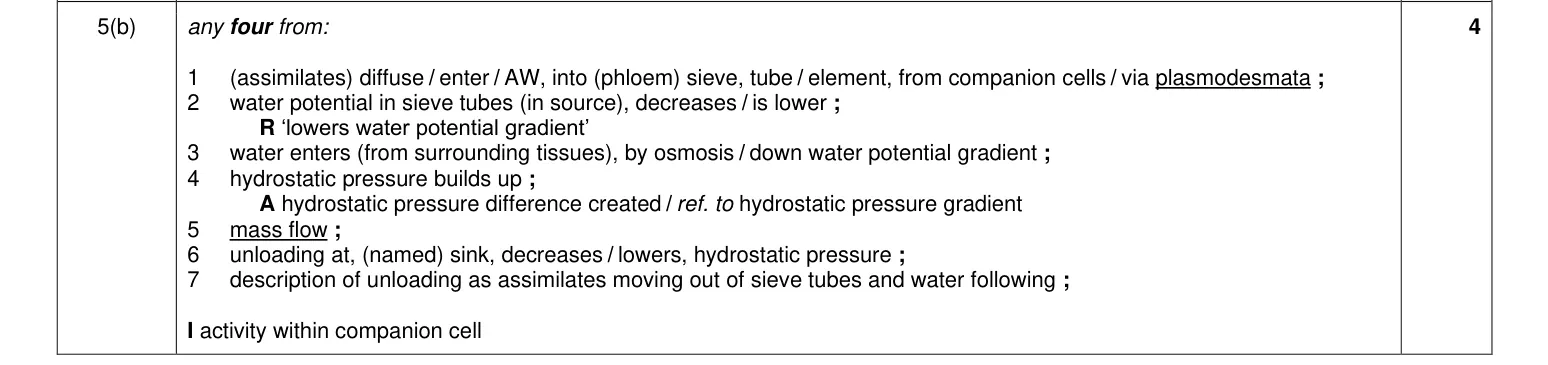 5(b) any four from: 4
1 (assimilates) diffuse / enter / AW, into (phloem) sieve, tube / element, from companion cells / via plasmodesmata ;
2 water potential in sieve tubes (in source), decreases / is lower ;
R ‘lowers water potential gradient’
3 water enters (from surrounding tissues), by osmosis / down water potential gradient ;
4 hydrostatic pressure builds up ;
A hydrostatic pressure difference created / ref. to hydrostatic pressure gradient
5 mass flow ;
6 unloading at, (named) sink, decreases / lowers, hydrostatic pressure ;
7 description of unloading as assimilates moving out of sieve tubes and water following ;
I activity within companion cell